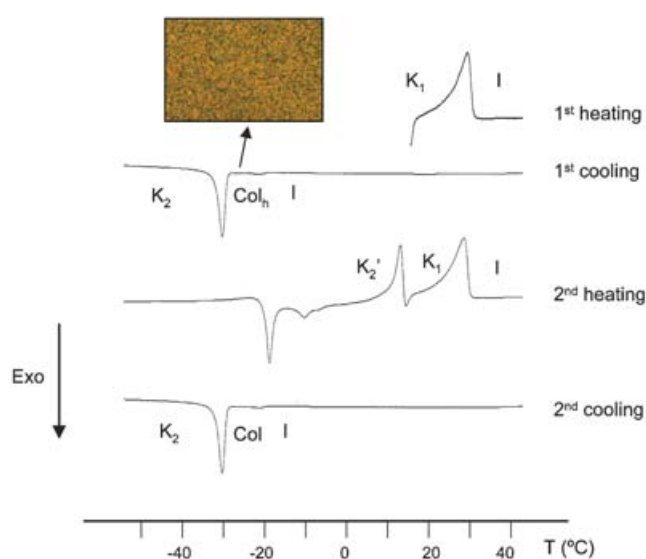 K₁ I
1ˢᵗ heating
K₂ Colₕ I
1ˢᵗ cooling
K₂' K₁ I
2ⁿᵈ heating
Exo
K₂ Col I
2ⁿᵈ cooling
-40 -20 0 20 40 T (ºC)